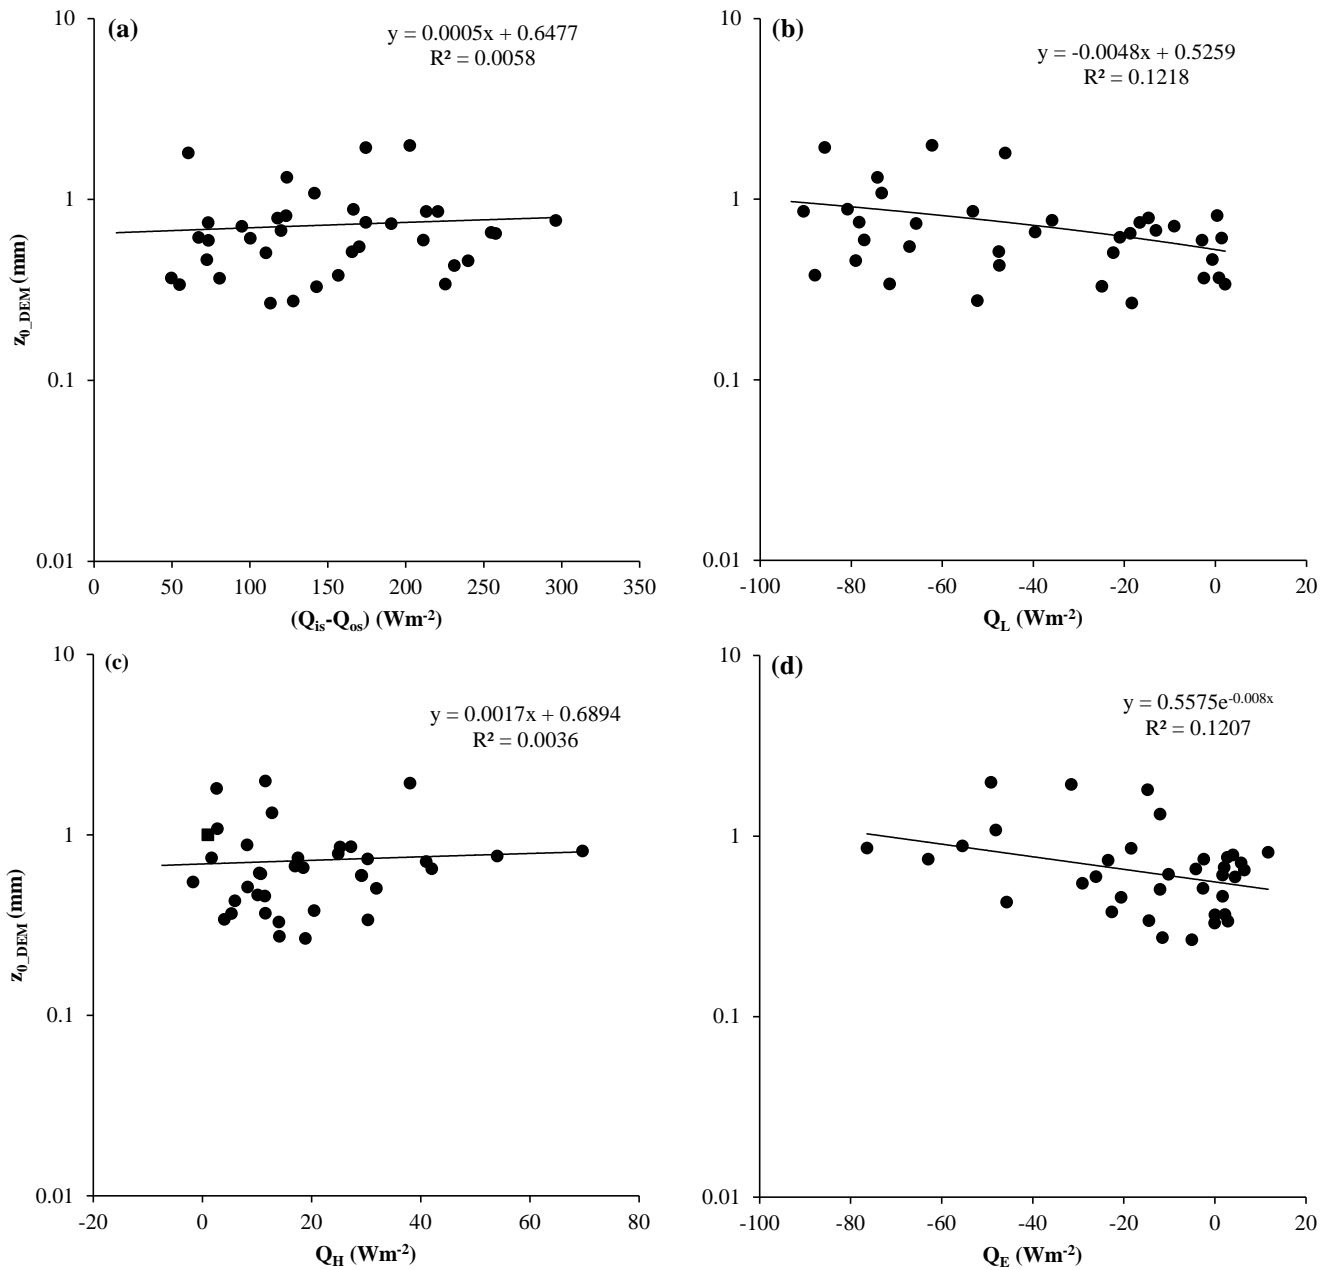 (a)
y = 0.0005x + 0.6477
R² = 0.0058
10
1
0.1
0.01
z0_DEM (mm)
0 50 100 150 200 250 300 350
(Qis-Qos) (Wm-2)
(b)
y = -0.0048x + 0.5259
R² = 0.1218
10
1
0.1
0.01
-100 -80 -60 -40 -20 0 20
QL (Wm-2)
(c)
y = 0.0017x + 0.6894
R² = 0.0036
10
1
0.1
0.01
z0_DEM (mm)
-20 0 20 40 60 80
QH (Wm-2)
(d)
y = 0.5575e-0.008x
R² = 0.1207
10
1
0.1
0.01
-100 -80 -60 -40 -20 0 20
QE (Wm-2)